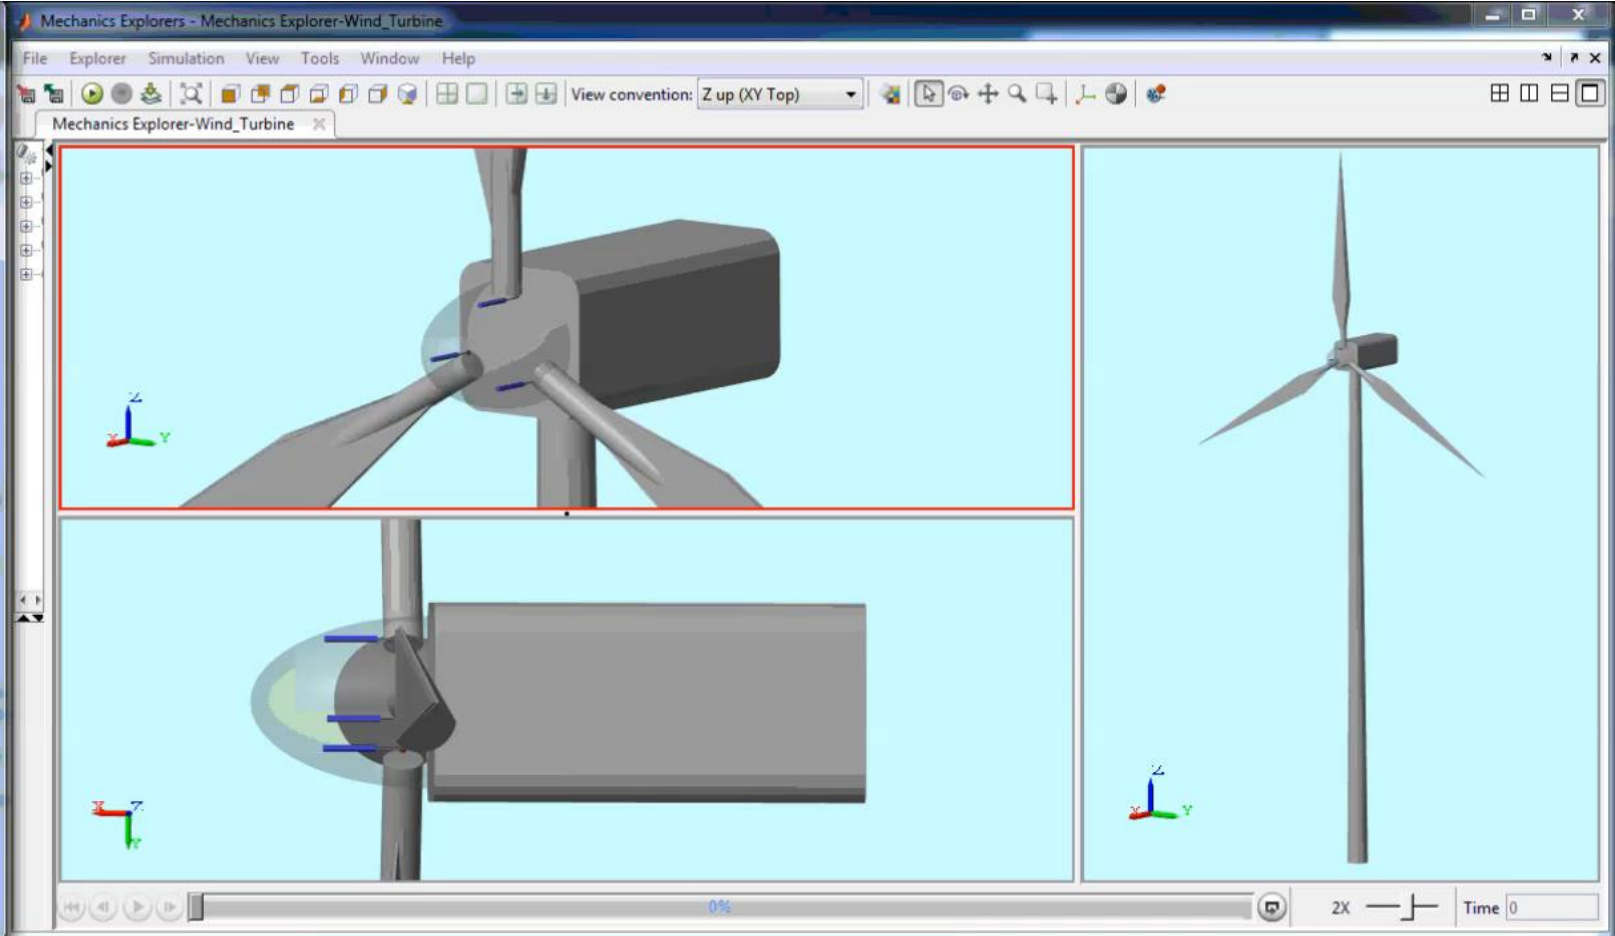 Mechanics Explorers - Mechanics Explorer-Wind_Turbine
File Explorer Simulation View Tools Window Help
View convention: Z up (XY Top)
Mechanics Explorer-Wind_Turbine
Z
X Y
Z
X Y
X Z
Y
0% 2X Time 0